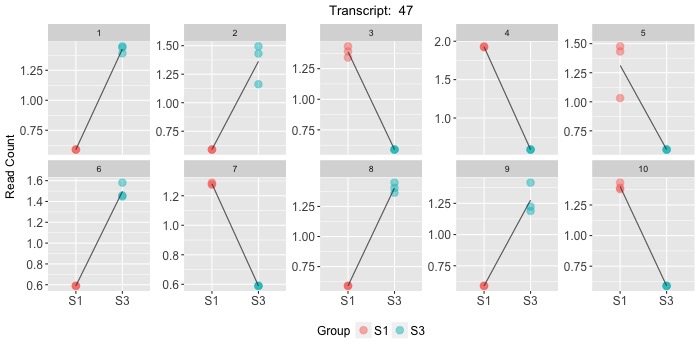 Transcript: 47
1 2 3 4 5
1.25 1.00 0.75
1.50 1.25 1.00 0.75
1.25 1.00 0.75
2.0 1.5 1.0
1.50 1.25 1.00 0.75
Read Count
6 7 8 9 10
1.6 1.4 1.2 1.0 0.8 0.6
1.2 1.0 0.8 0.6
1.25 1.00 0.75
1.25 1.00 0.75
1.25 1.00 0.75
S1 S3 S1 S3 S1 S3 S1 S3 S1 S3
Group S1 S3